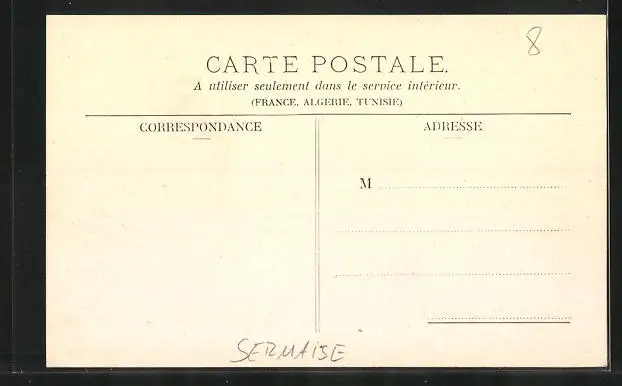 8
CARTE POSTALE.
A utiliser seulement dans le service intérieur.
(FRANCE, ALGERIE, TUNISIE)
CORRESPONDANCE
ADRESSE
M
SERMAISE